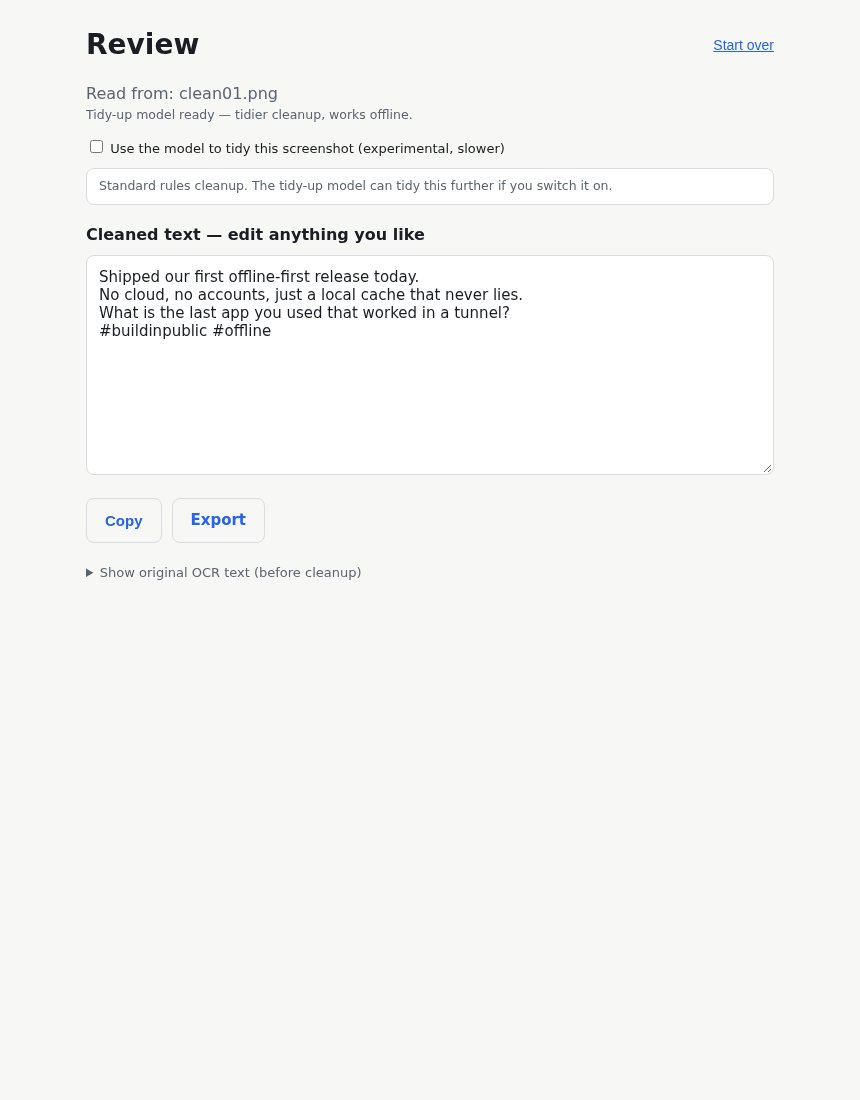 Review
Start over
Read from: clean01.png
Tidy-up model ready — tidier cleanup, works offline.
Use the model to tidy this screenshot (experimental, slower)
Standard rules cleanup. The tidy-up model can tidy this further if you switch it on.
Cleaned text — edit anything you like
Shipped our first offline-first release today.
No cloud, no accounts, just a local cache that never lies.
What is the last app you used that worked in a tunnel?
#buildinpublic #offline
Copy
Export
Show original OCR text (before cleanup)